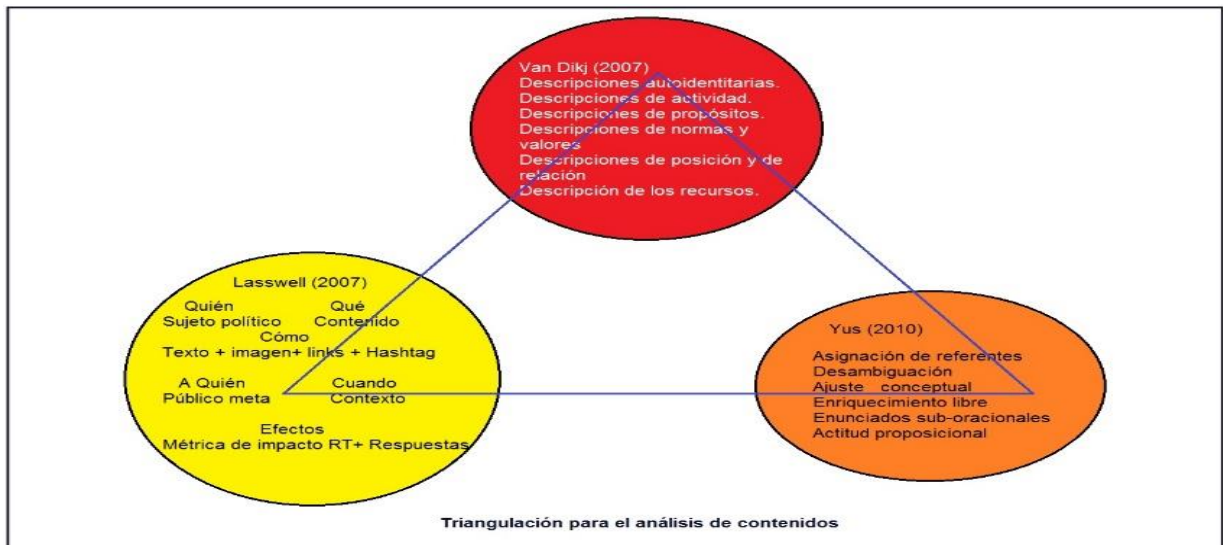 Van Dikj (2007)
Descripciones autoidentitarias.
Descripciones de actividad.
Descripciones de propósitos.
Descripciones de normas y
valores
Descripciones de posición y de
relación
Descripción de los recursos.
Lasswell (2007)
Quién Qué
Sujeto político Contenido
Cómo
Texto + imagen+ links + Hashtag
A Quién Cuando
Público meta Contexto
Efectos
Métrica de impacto RT+ Respuestas
Yus (2010)
Asignación de referentes
Desambiguación
Ajuste conceptual
Enriquecimiento libre
Enunciados sub-oracionales
Actitud proposicional
Triangulación para el análisis de contenidos